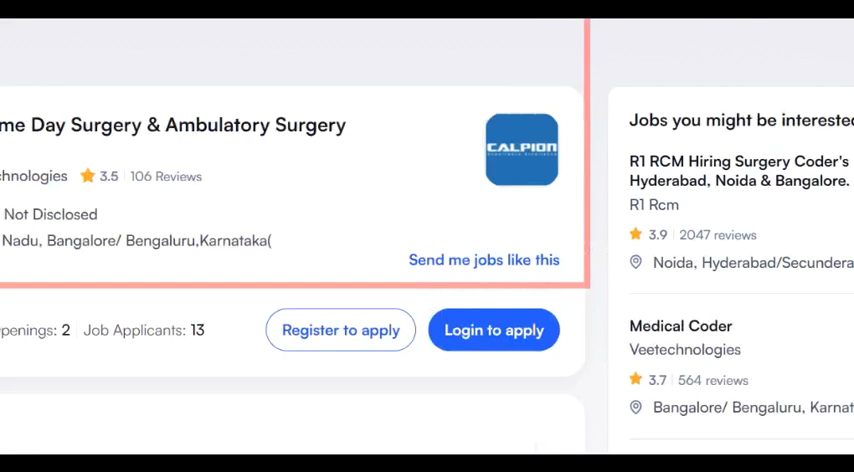 me Day Surgery & Ambulatory Surgery
CALPION
chnologies 3.5 | 106 Reviews
Not Disclosed
Nadu, Bangalore/ Bengaluru,Karnataka(
Send me jobs like this
penings: 2 | Job Applicants: 13
Register to apply
Login to apply
Jobs you might be interested
R1 RCM Hiring Surgery Coder's
Hyderabad, Noida & Bangalore.
R1 Rcm
3.9 | 2047 reviews
Noida, Hyderabad/Secundera
Medical Coder
Veetechnologies
3.7 | 564 reviews
Bangalore/ Bengaluru, Karnat